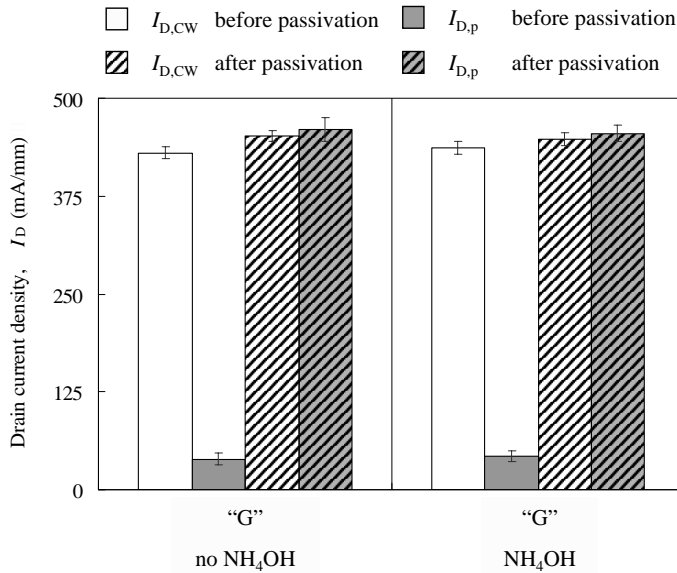 I_D,CW before passivation
I_D,p before passivation
I_D,CW after passivation
I_D,p after passivation
500
375
250
125
0
Drain current density, I_D (mA/mm)
“G”
no NH₄OH
“G”
NH₄OH